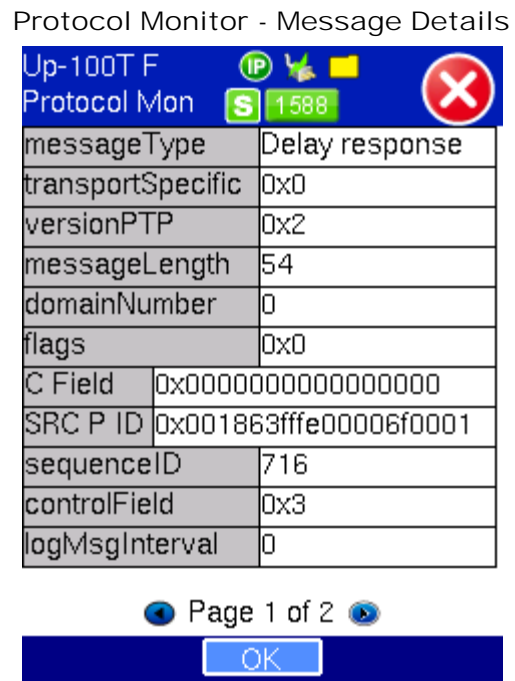 Protocol Monitor - Message Details
Up-100T F IP
Protocol Mon S 1588
messageType Delay response
transportSpecific 0x0
versionPTP 0x2
messageLength 54
domainNumber 0
flags 0x0
C Field 0x0000000000000000
SRC P ID 0x001863fffe00006f0001
sequenceID 716
controlField 0x3
logMsgInterval 0
Page 1 of 2
OK